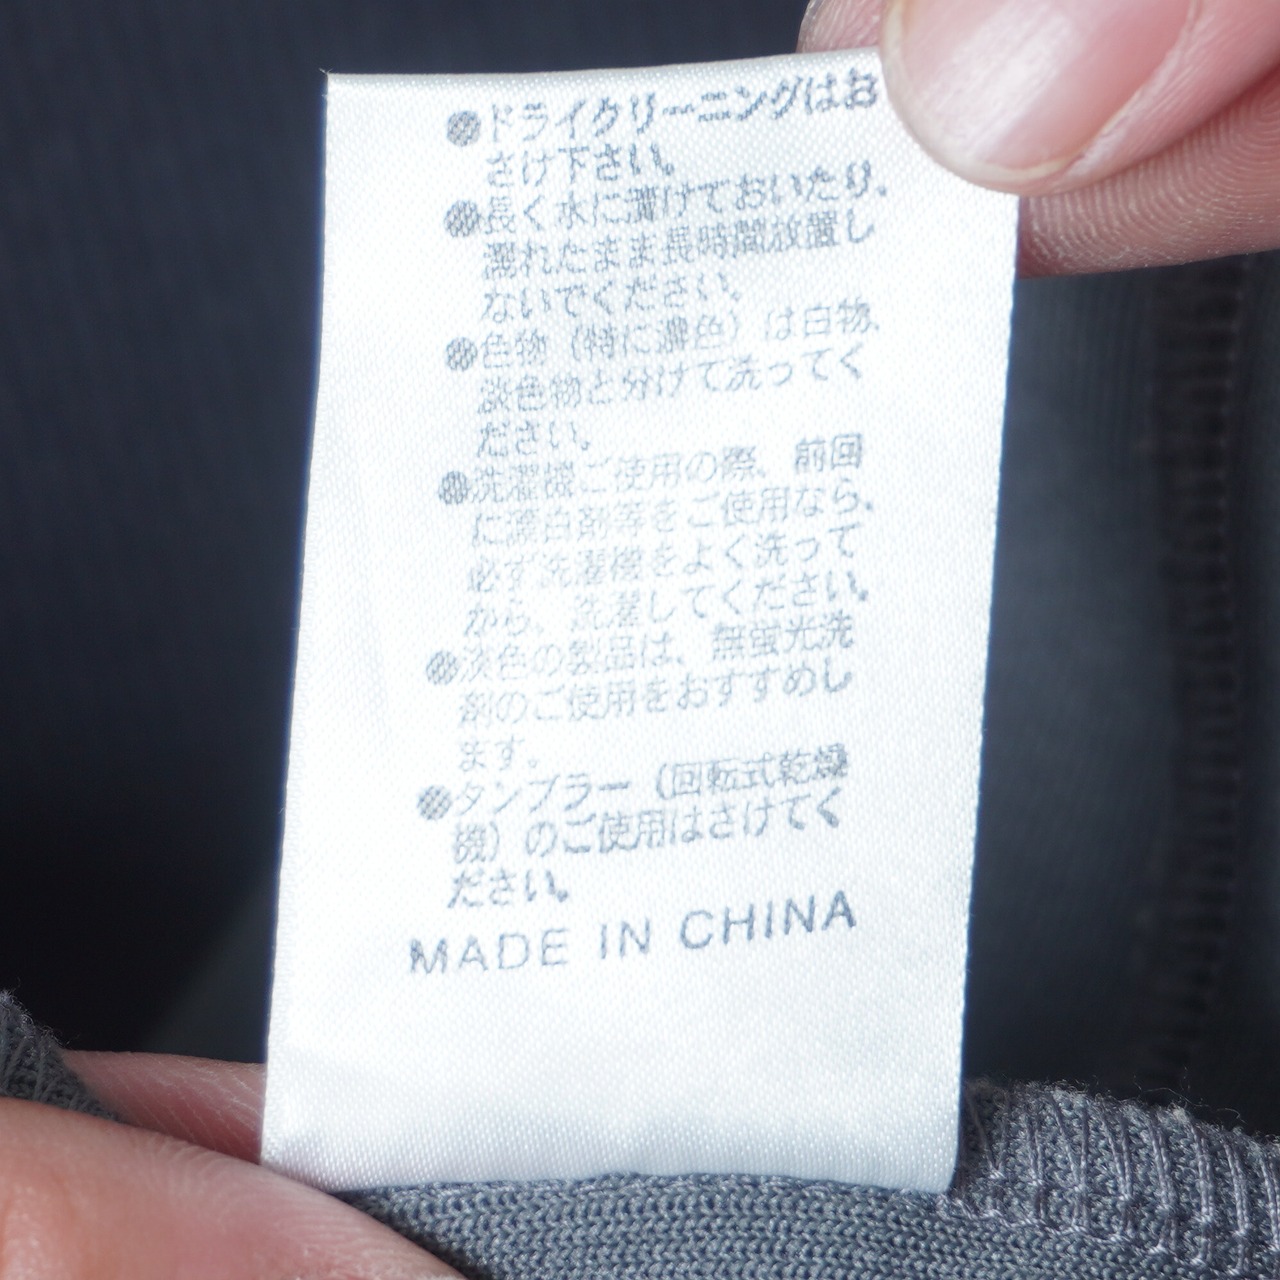 ●ドライクリーニングはお
さけ下さい。
●長く水に漬けておいたり、
濡れたまま長時間放置し
ないでください。
●色物（特に濃色）は白物、
淡色物と分けて洗ってく
ださい。
●洗濯機ご使用の際、前回
に漂白剤等をご使用なら、
必ず洗濯機をよく洗って
から、洗濯してください。
●淡色の製品は、無蛍光洗
剤のご使用をおすすめし
ます。
●タンブラー（回転式乾燥
機）のご使用はさけてく
ださい。
MADE IN CHINA